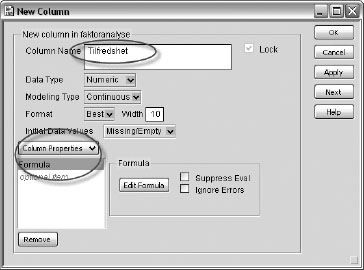 New Column
New column in faktoranalyse
Column Name Tilfredshet
Lock
Data Type Numeric
Modeling Type Continuous
Format Best Width 10
Initial Data Values Missing/Empty
Column Properties
Formula
optional item
Formula
Edit Formula
Suppress Eval
Ignore Errors
Remove
OK
Cancel
Apply
Next
Help